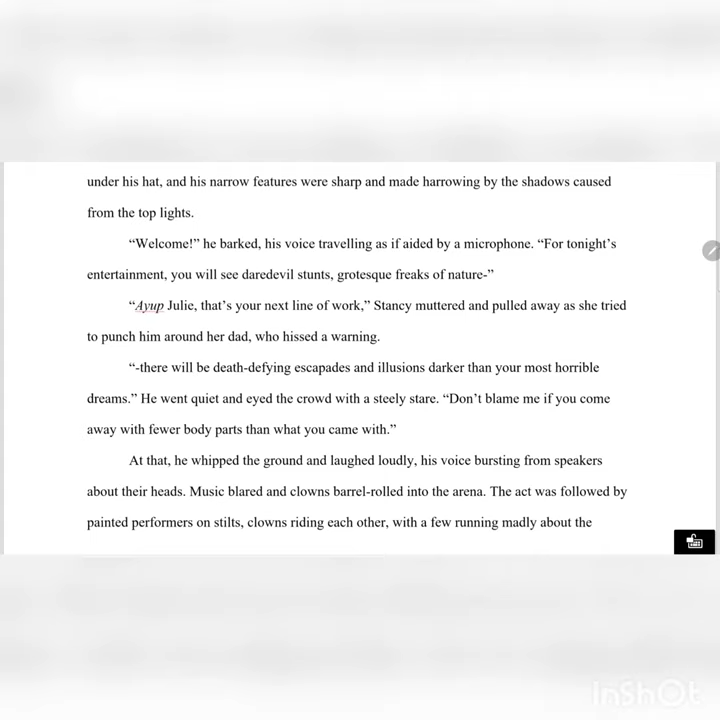 under his hat, and his narrow features were sharp and made harrowing by the shadows caused
from the top lights.
“Welcome!” he barked, his voice travelling as if aided by a microphone. “For tonight’s
entertainment, you will see daredevil stunts, grotesque freaks of nature-”
“Ayup Julie, that’s your next line of work,” Stancy muttered and pulled away as she tried
to punch him around her dad, who hissed a warning.
“-there will be death-defying escapades and illusions darker than your most horrible
dreams.” He went quiet and eyed the crowd with a steely stare. “Don’t blame me if you come
away with fewer body parts than what you came with.”
At that, he whipped the ground and laughed loudly, his voice bursting from speakers
about their heads. Music blared and clowns barrel-rolled into the arena. The act was followed by
painted performers on stilts, clowns riding each other, with a few running madly about the
InShOt